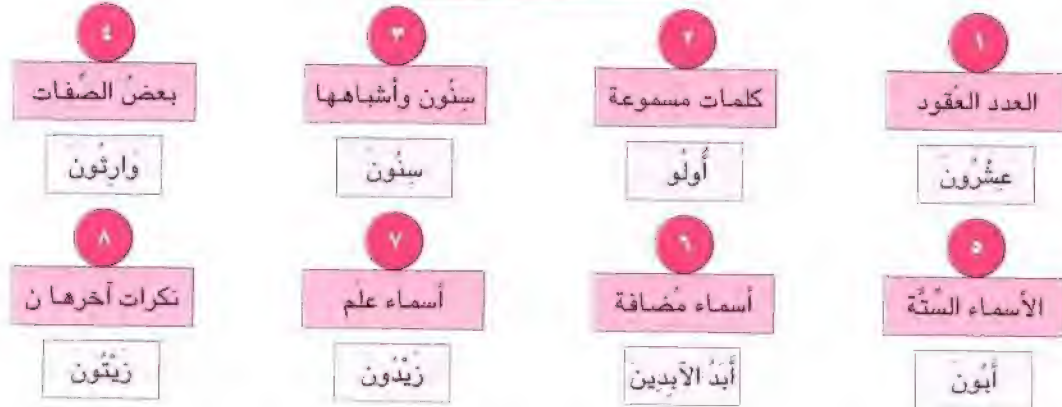 ١
العدد العُقود
عِشْرُونَ
٢
كلمات مسموعة
أُولُو
٣
سِنُون وأشباهها
سِنُونَ
٤
بعضُ الصِّفات
وَارِثُون
٥
الأسماء السِّتَّة
أَبُونَ
٦
أسماء مُضافة
أَبَدُ الآبِدِينَ
٧
أسماء علَم
زَيْدُون
٨
نكرات آخرها ن
زَيْتُون